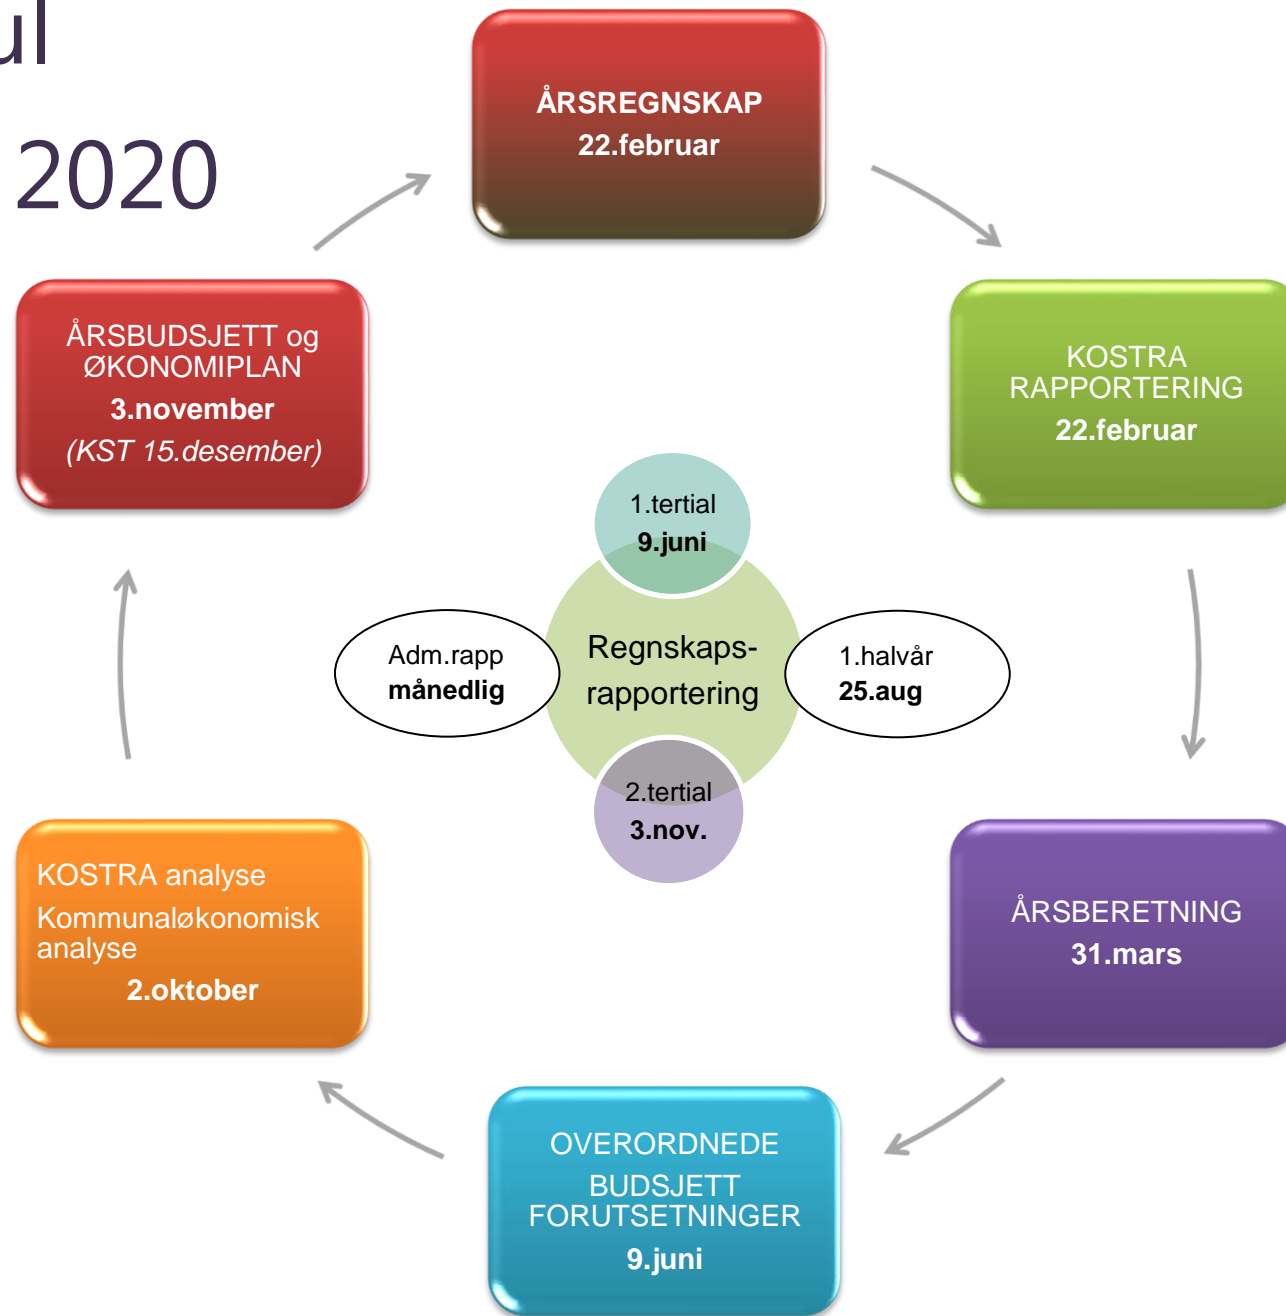 ul
2020
ÅRSREGNSKAP
22.februar
KOSTRA
RAPPORTERING
22.februar
ÅRSBERETNING
31.mars
OVERORDNEDE
BUDSJETT
FORUTSETNINGER
9.juni
KOSTRA analyse
Kommunaløkonomisk
analyse
2.oktober
ÅRSBUDSJETT og
ØKONOMIPLAN
3.november
(KST 15.desember)
1.tertial
9.juni
Adm.rapp
månedlig
Regnskaps-
rapportering
1.halvår
25.aug
2.tertial
3.nov.